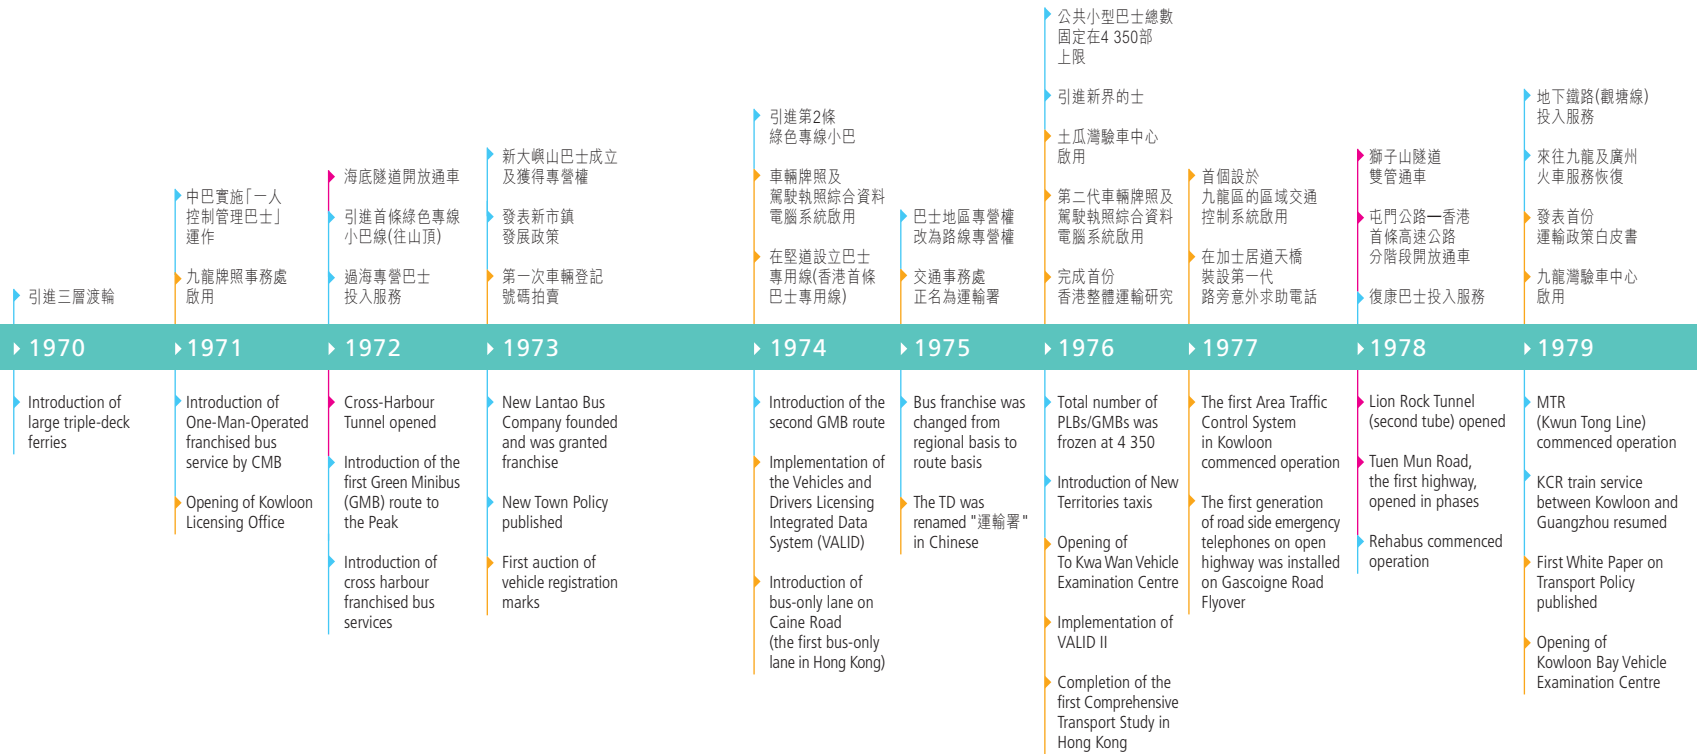 引進三層渡輪
中巴實施「一人
控制管理巴士」
運作
九龍牌照事務處
啟用
海底隧道開放通車
引進首條綠色專線
小巴線(往山頂)
過海專營巴士
投入服務
新大嶼山巴士成立
及獲得專營權
發表新市鎮
發展政策
第一次車輛登記
號碼拍賣
引進第2條
綠色專線小巴
車輛牌照及
駕駛執照綜合資料
電腦系統啟用
在堅道設立巴士
專用線(香港首條
巴士專用線)
巴士地區專營權
改為路線專營權
交通事務處
正名為運輸署
公共小型巴士總數
固定在4 350部
上限
引進新界的士
土瓜灣驗車中心
啟用
第二代車輛牌照及
駕駛執照綜合資料
電腦系統啟用
完成首份
香港整體運輸研究
首個設於
九龍區的區域交通
控制系統啟用
在加士居道天橋
裝設第一代
路旁意外求助電話
獅子山隧道
雙管通車
屯門公路—香港
首條高速公路
分階段開放通車
復康巴士投入服務
地下鐵路(觀塘線)
投入服務
來往九龍及廣州
火車服務恢復
發表首份
運輸政策白皮書
九龍灣驗車中心
啟用
1970
1971
1972
1973
1974
1975
1976
1977
1978
1979
Introduction of
large triple-deck
ferries
Introduction of
One-Man-Operated
franchised bus
service by CMB
Opening of Kowloon
Licensing Office
Cross-Harbour
Tunnel opened
Introduction of the
first Green Minibus
(GMB) route to
the Peak
Introduction of
cross harbour
franchised bus
services
New Lantao Bus
Company founded
and was granted
franchise
New Town Policy
published
First auction of
vehicle registration
marks
Introduction of the
second GMB route
Implementation of
the Vehicles and
Drivers Licensing
Integrated Data
System (VALID)
Introduction of
bus-only lane on
Caine Road
(the first bus-only
lane in Hong Kong)
Bus franchise was
changed from
regional basis to
route basis
The TD was
renamed "運輸署"
in Chinese
Total number of
PLBs/GMBs was
frozen at 4 350
Introduction of New
Territories taxis
Opening of
To Kwa Wan Vehicle
Examination Centre
Implementation of
VALID II
Completion of the
first Comprehensive
Transport Study in
Hong Kong
The first Area Traffic
Control System
in Kowloon
commenced operation
The first generation
of road side emergency
telephones on open
highway was installed
on Gascoigne Road
Flyover
Lion Rock Tunnel
(second tube) opened
Tuen Mun Road,
the first highway,
opened in phases
Rehabus commenced
operation
MTR
(Kwun Tong Line)
commenced operation
KCR train service
between Kowloon and
Guangzhou resumed
First White Paper on
Transport Policy
published
Opening of
Kowloon Bay Vehicle
Examination Centre